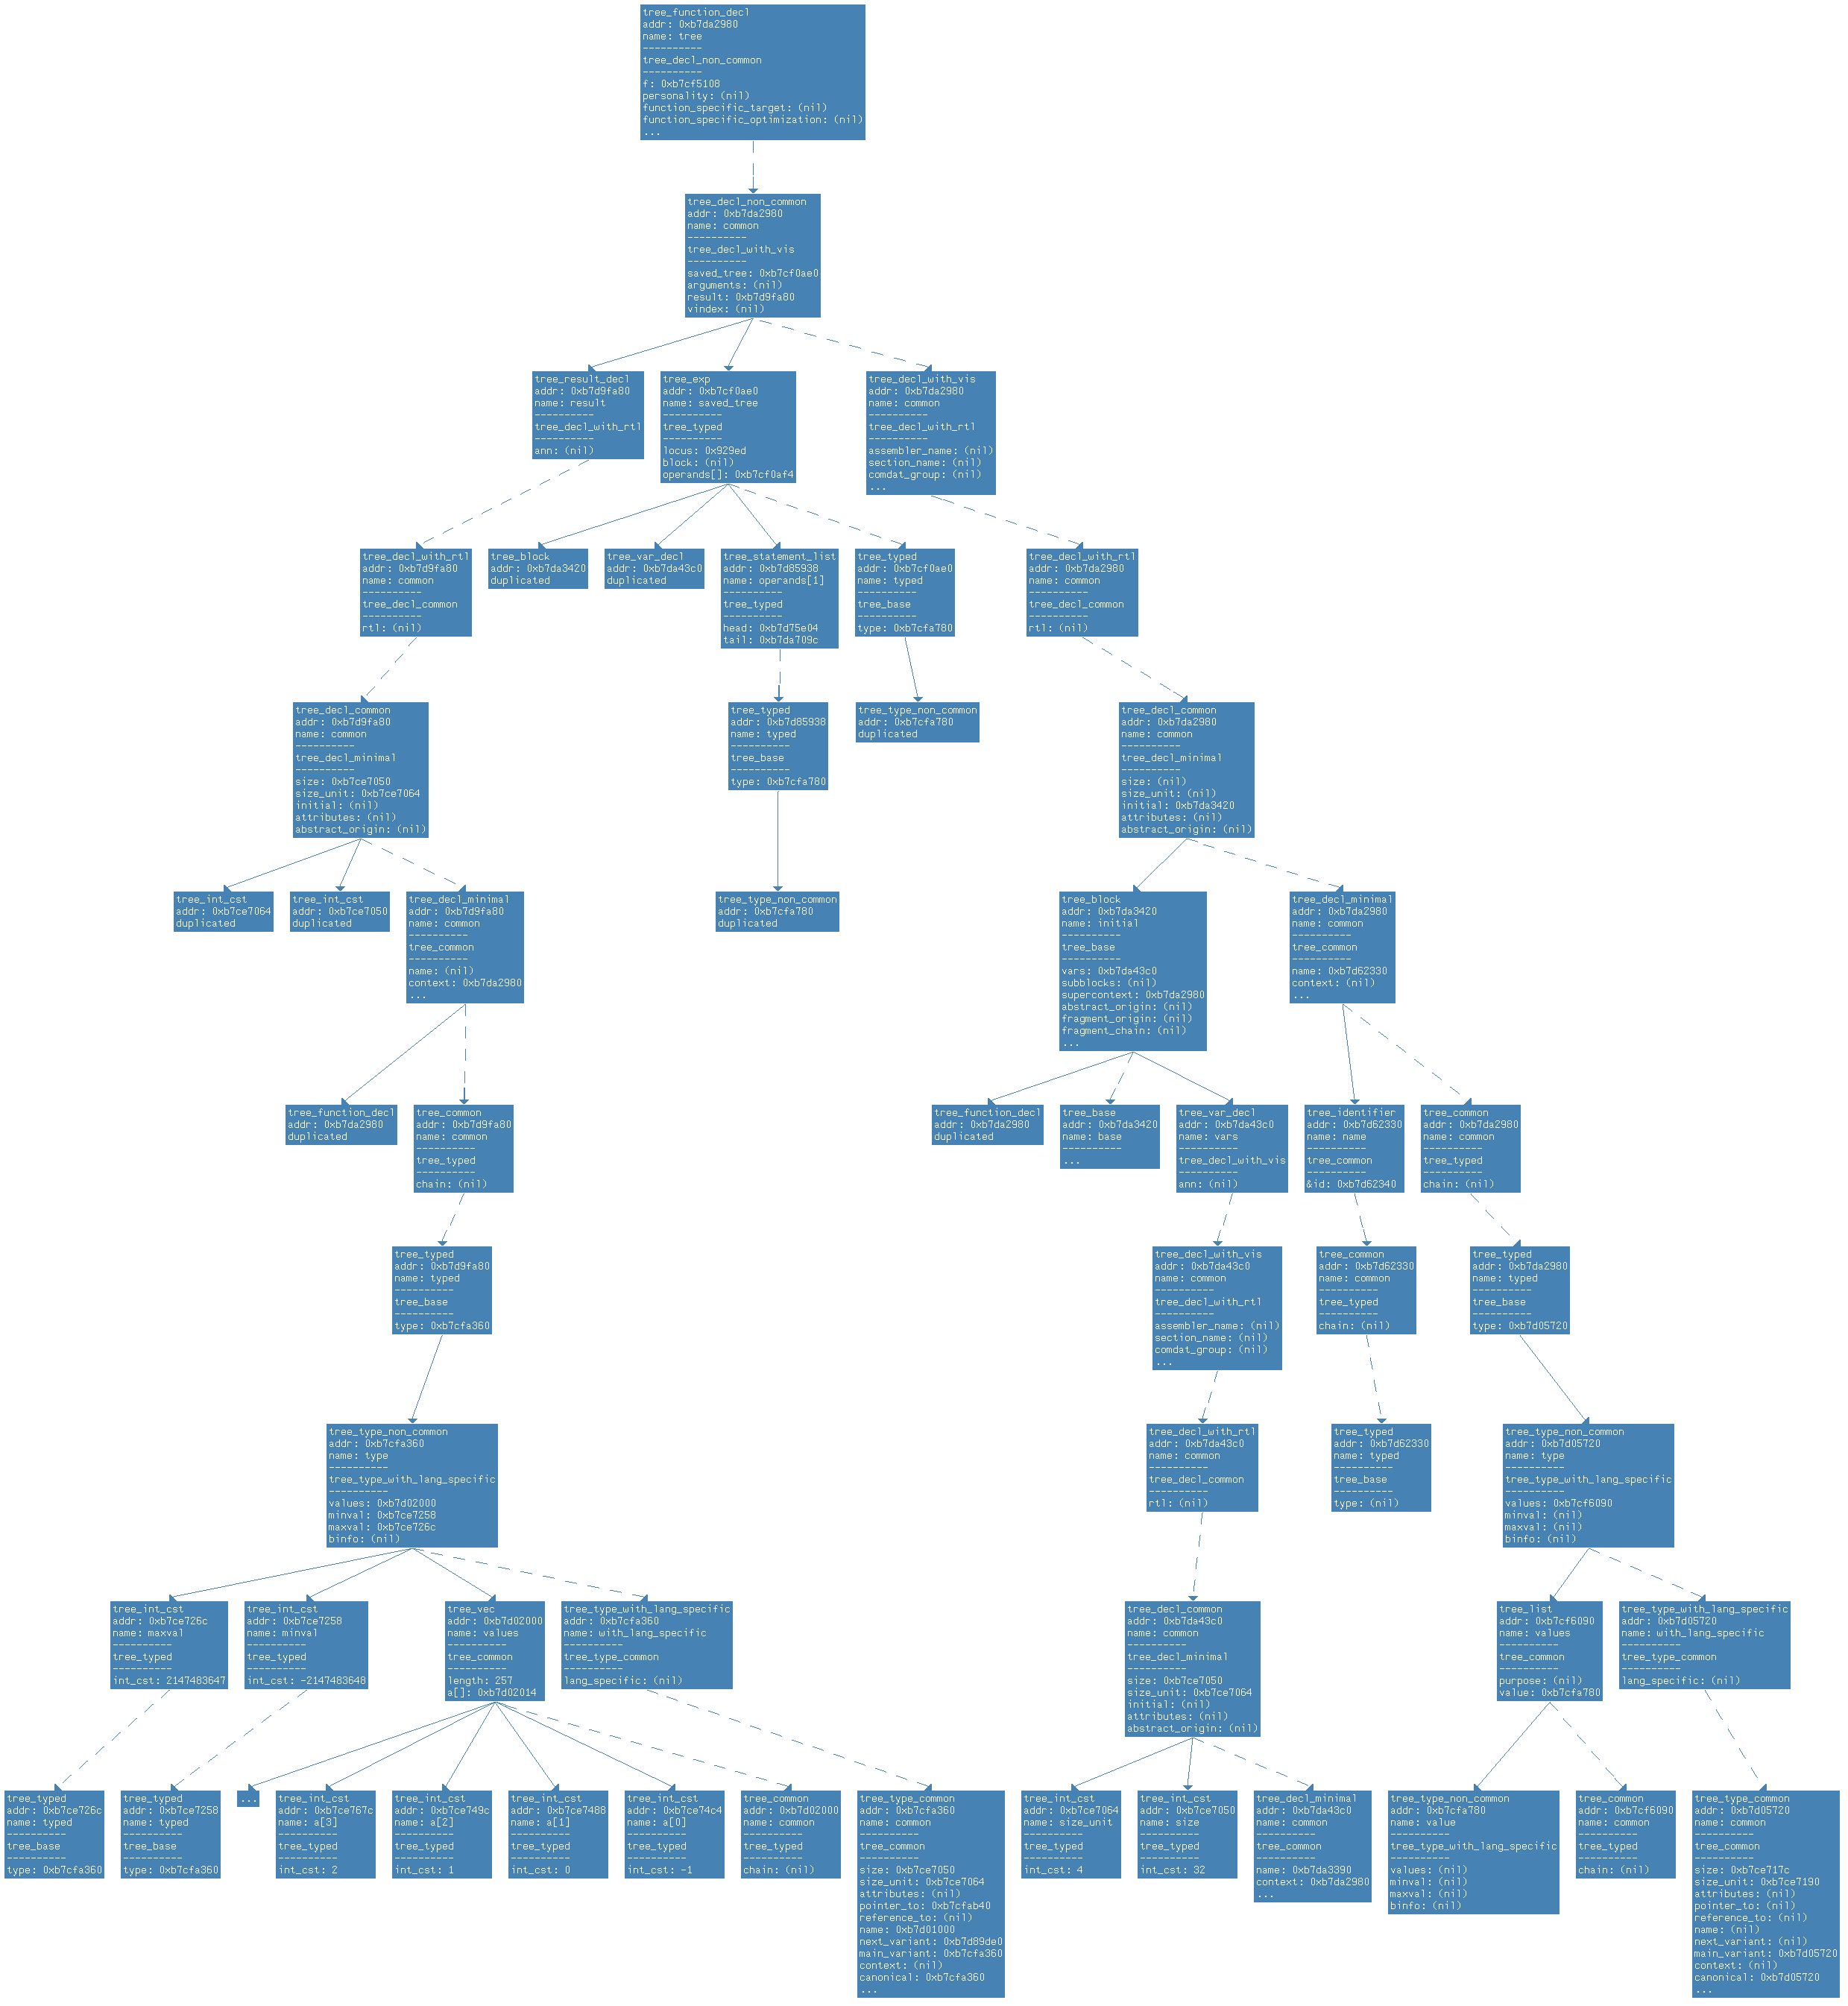 tree_function_decl
addr: 0xb7da2980
name: tree
----------
tree_decl_non_common
----------
f: 0xb7cf5108
personality: (nil)
function_specific_target: (nil)
function_specific_optimization: (nil)
...
tree_decl_non_common
addr: 0xb7da2980
name: common
----------
tree_decl_with_vis
----------
saved_tree: 0xb7cf0ae0
arguments: (nil)
result: 0xb7d9fa80
vindex: (nil)
tree_result_decl
addr: 0xb7d9fa80
name: result
----------
tree_decl_with_rtl
----------
ann: (nil)
tree_exp
addr: 0xb7cf0ae0
name: saved_tree
----------
tree_typed
----------
locus: 0x929ed
block: (nil)
operands[]: 0xb7cf0af4
tree_decl_with_vis
addr: 0xb7da2980
name: common
----------
tree_decl_with_rtl
----------
assembler_name: (nil)
section_name: (nil)
comdat_group: (nil)
...
tree_decl_with_rtl
addr: 0xb7d9fa80
name: common
----------
tree_decl_common
----------
rtl: (nil)
tree_block
addr: 0xb7da3420
duplicated
tree_var_decl
addr: 0xb7da43c0
duplicated
tree_statement_list
addr: 0xb7d85938
name: operands[1]
----------
tree_typed
----------
head: 0xb7d75e04
tail: 0xb7da709c
tree_typed
addr: 0xb7cf0ae0
name: typed
----------
tree_base
----------
type: 0xb7cfa780
tree_decl_with_rtl
addr: 0xb7da2980
name: common
----------
tree_decl_common
----------
rtl: (nil)
tree_decl_common
addr: 0xb7d9fa80
name: common
----------
tree_decl_minimal
----------
size: 0xb7ce7050
size_unit: 0xb7ce7064
initial: (nil)
attributes: (nil)
abstract_origin: (nil)
tree_typed
addr: 0xb7d85938
name: typed
----------
tree_base
----------
type: 0xb7cfa780
tree_type_non_common
addr: 0xb7cfa780
duplicated
tree_decl_common
addr: 0xb7da2980
name: common
----------
tree_decl_minimal
----------
size: (nil)
size_unit: (nil)
initial: 0xb7da3420
attributes: (nil)
abstract_origin: (nil)
tree_int_cst
addr: 0xb7ce7064
duplicated
tree_int_cst
addr: 0xb7ce7050
duplicated
tree_decl_minimal
addr: 0xb7d9fa80
name: common
----------
tree_common
----------
name: (nil)
context: 0xb7da2980
...
tree_type_non_common
addr: 0xb7cfa780
duplicated
tree_block
addr: 0xb7da3420
name: initial
----------
tree_base
----------
vars: 0xb7da43c0
subblocks: (nil)
supercontext: 0xb7da2980
abstract_origin: (nil)
fragment_origin: (nil)
fragment_chain: (nil)
...
tree_decl_minimal
addr: 0xb7da2980
name: common
----------
tree_common
----------
name: 0xb7d62330
context: (nil)
...
tree_function_decl
addr: 0xb7da2980
duplicated
tree_common
addr: 0xb7d9fa80
name: common
----------
tree_typed
----------
chain: (nil)
tree_function_decl
addr: 0xb7da2980
duplicated
tree_base
addr: 0xb7da3420
name: base
----------
...
tree_var_decl
addr: 0xb7da43c0
name: vars
----------
tree_decl_with_vis
----------
ann: (nil)
tree_identifier
addr: 0xb7d62330
name: name
----------
tree_common
----------
&id: 0xb7d62340
tree_common
addr: 0xb7da2980
name: common
----------
tree_typed
----------
chain: (nil)
tree_typed
addr: 0xb7d9fa80
name: typed
----------
tree_base
----------
type: 0xb7cfa360
tree_decl_with_vis
addr: 0xb7da43c0
name: common
----------
tree_decl_with_rtl
----------
assembler_name: (nil)
section_name: (nil)
comdat_group: (nil)
...
tree_common
addr: 0xb7d62330
name: common
----------
tree_typed
----------
chain: (nil)
tree_typed
addr: 0xb7da2980
name: typed
----------
tree_base
----------
type: 0xb7d05720
tree_type_non_common
addr: 0xb7cfa360
name: type
----------
tree_type_with_lang_specific
----------
values: 0xb7d02000
minval: 0xb7ce7258
maxval: 0xb7ce726c
binfo: (nil)
tree_decl_with_rtl
addr: 0xb7da43c0
name: common
----------
tree_decl_common
----------
rtl: (nil)
tree_typed
addr: 0xb7d62330
name: typed
----------
tree_base
----------
type: (nil)
tree_type_non_common
addr: 0xb7d05720
name: type
----------
tree_type_with_lang_specific
----------
values: 0xb7cf6090
minval: (nil)
maxval: (nil)
binfo: (nil)
tree_int_cst
addr: 0xb7ce726c
name: maxval
----------
tree_typed
----------
int_cst: 2147483647
tree_int_cst
addr: 0xb7ce7258
name: minval
----------
tree_typed
----------
int_cst: -2147483648
tree_vec
addr: 0xb7d02000
name: values
----------
tree_common
----------
length: 257
a[]: 0xb7d02014
tree_type_with_lang_specific
addr: 0xb7cfa360
name: with_lang_specific
----------
tree_type_common
----------
lang_specific: (nil)
tree_decl_common
addr: 0xb7da43c0
name: common
----------
tree_decl_minimal
----------
size: 0xb7ce7050
size_unit: 0xb7ce7064
initial: (nil)
attributes: (nil)
abstract_origin: (nil)
tree_list
addr: 0xb7cf6090
name: values
----------
tree_common
----------
purpose: (nil)
value: 0xb7cfa780
tree_type_with_lang_specific
addr: 0xb7d05720
name: with_lang_specific
----------
tree_type_common
----------
lang_specific: (nil)
tree_typed
addr: 0xb7ce726c
name: typed
----------
tree_base
----------
type: 0xb7cfa360
tree_typed
addr: 0xb7ce7258
name: typed
----------
tree_base
----------
type: 0xb7cfa360
...
tree_int_cst
addr: 0xb7ce767c
name: a[3]
----------
tree_typed
----------
int_cst: 2
tree_int_cst
addr: 0xb7ce749c
name: a[2]
----------
tree_typed
----------
int_cst: 1
tree_int_cst
addr: 0xb7ce7488
name: a[1]
----------
tree_typed
----------
int_cst: 0
tree_int_cst
addr: 0xb7ce74c4
name: a[0]
----------
tree_typed
----------
int_cst: -1
tree_common
addr: 0xb7d02000
name: common
----------
tree_typed
----------
chain: (nil)
tree_type_common
addr: 0xb7cfa360
name: common
----------
tree_common
----------
size: 0xb7ce7050
size_unit: 0xb7ce7064
attributes: (nil)
pointer_to: 0xb7cfab40
reference_to: (nil)
name: 0xb7d01000
next_variant: 0xb7d89de0
main_variant: 0xb7cfa360
context: (nil)
canonical: 0xb7cfa360
...
tree_int_cst
addr: 0xb7ce7064
name: size_unit
----------
tree_typed
----------
int_cst: 4
tree_int_cst
addr: 0xb7ce7050
name: size
----------
tree_typed
----------
int_cst: 32
tree_decl_minimal
addr: 0xb7da43c0
name: common
----------
tree_common
----------
name: 0xb7da3390
context: 0xb7da2980
...
tree_type_non_common
addr: 0xb7cfa780
name: value
----------
tree_type_with_lang_specific
----------
values: (nil)
minval: (nil)
maxval: (nil)
binfo: (nil)
tree_common
addr: 0xb7cf6090
name: common
----------
tree_typed
----------
chain: (nil)
tree_type_common
addr: 0xb7d05720
name: common
----------
tree_common
----------
size: 0xb7ce717c
size_unit: 0xb7ce7190
attributes: (nil)
pointer_to: (nil)
reference_to: (nil)
name: (nil)
next_variant: (nil)
main_variant: 0xb7d05720
context: (nil)
canonical: 0xb7d05720
...